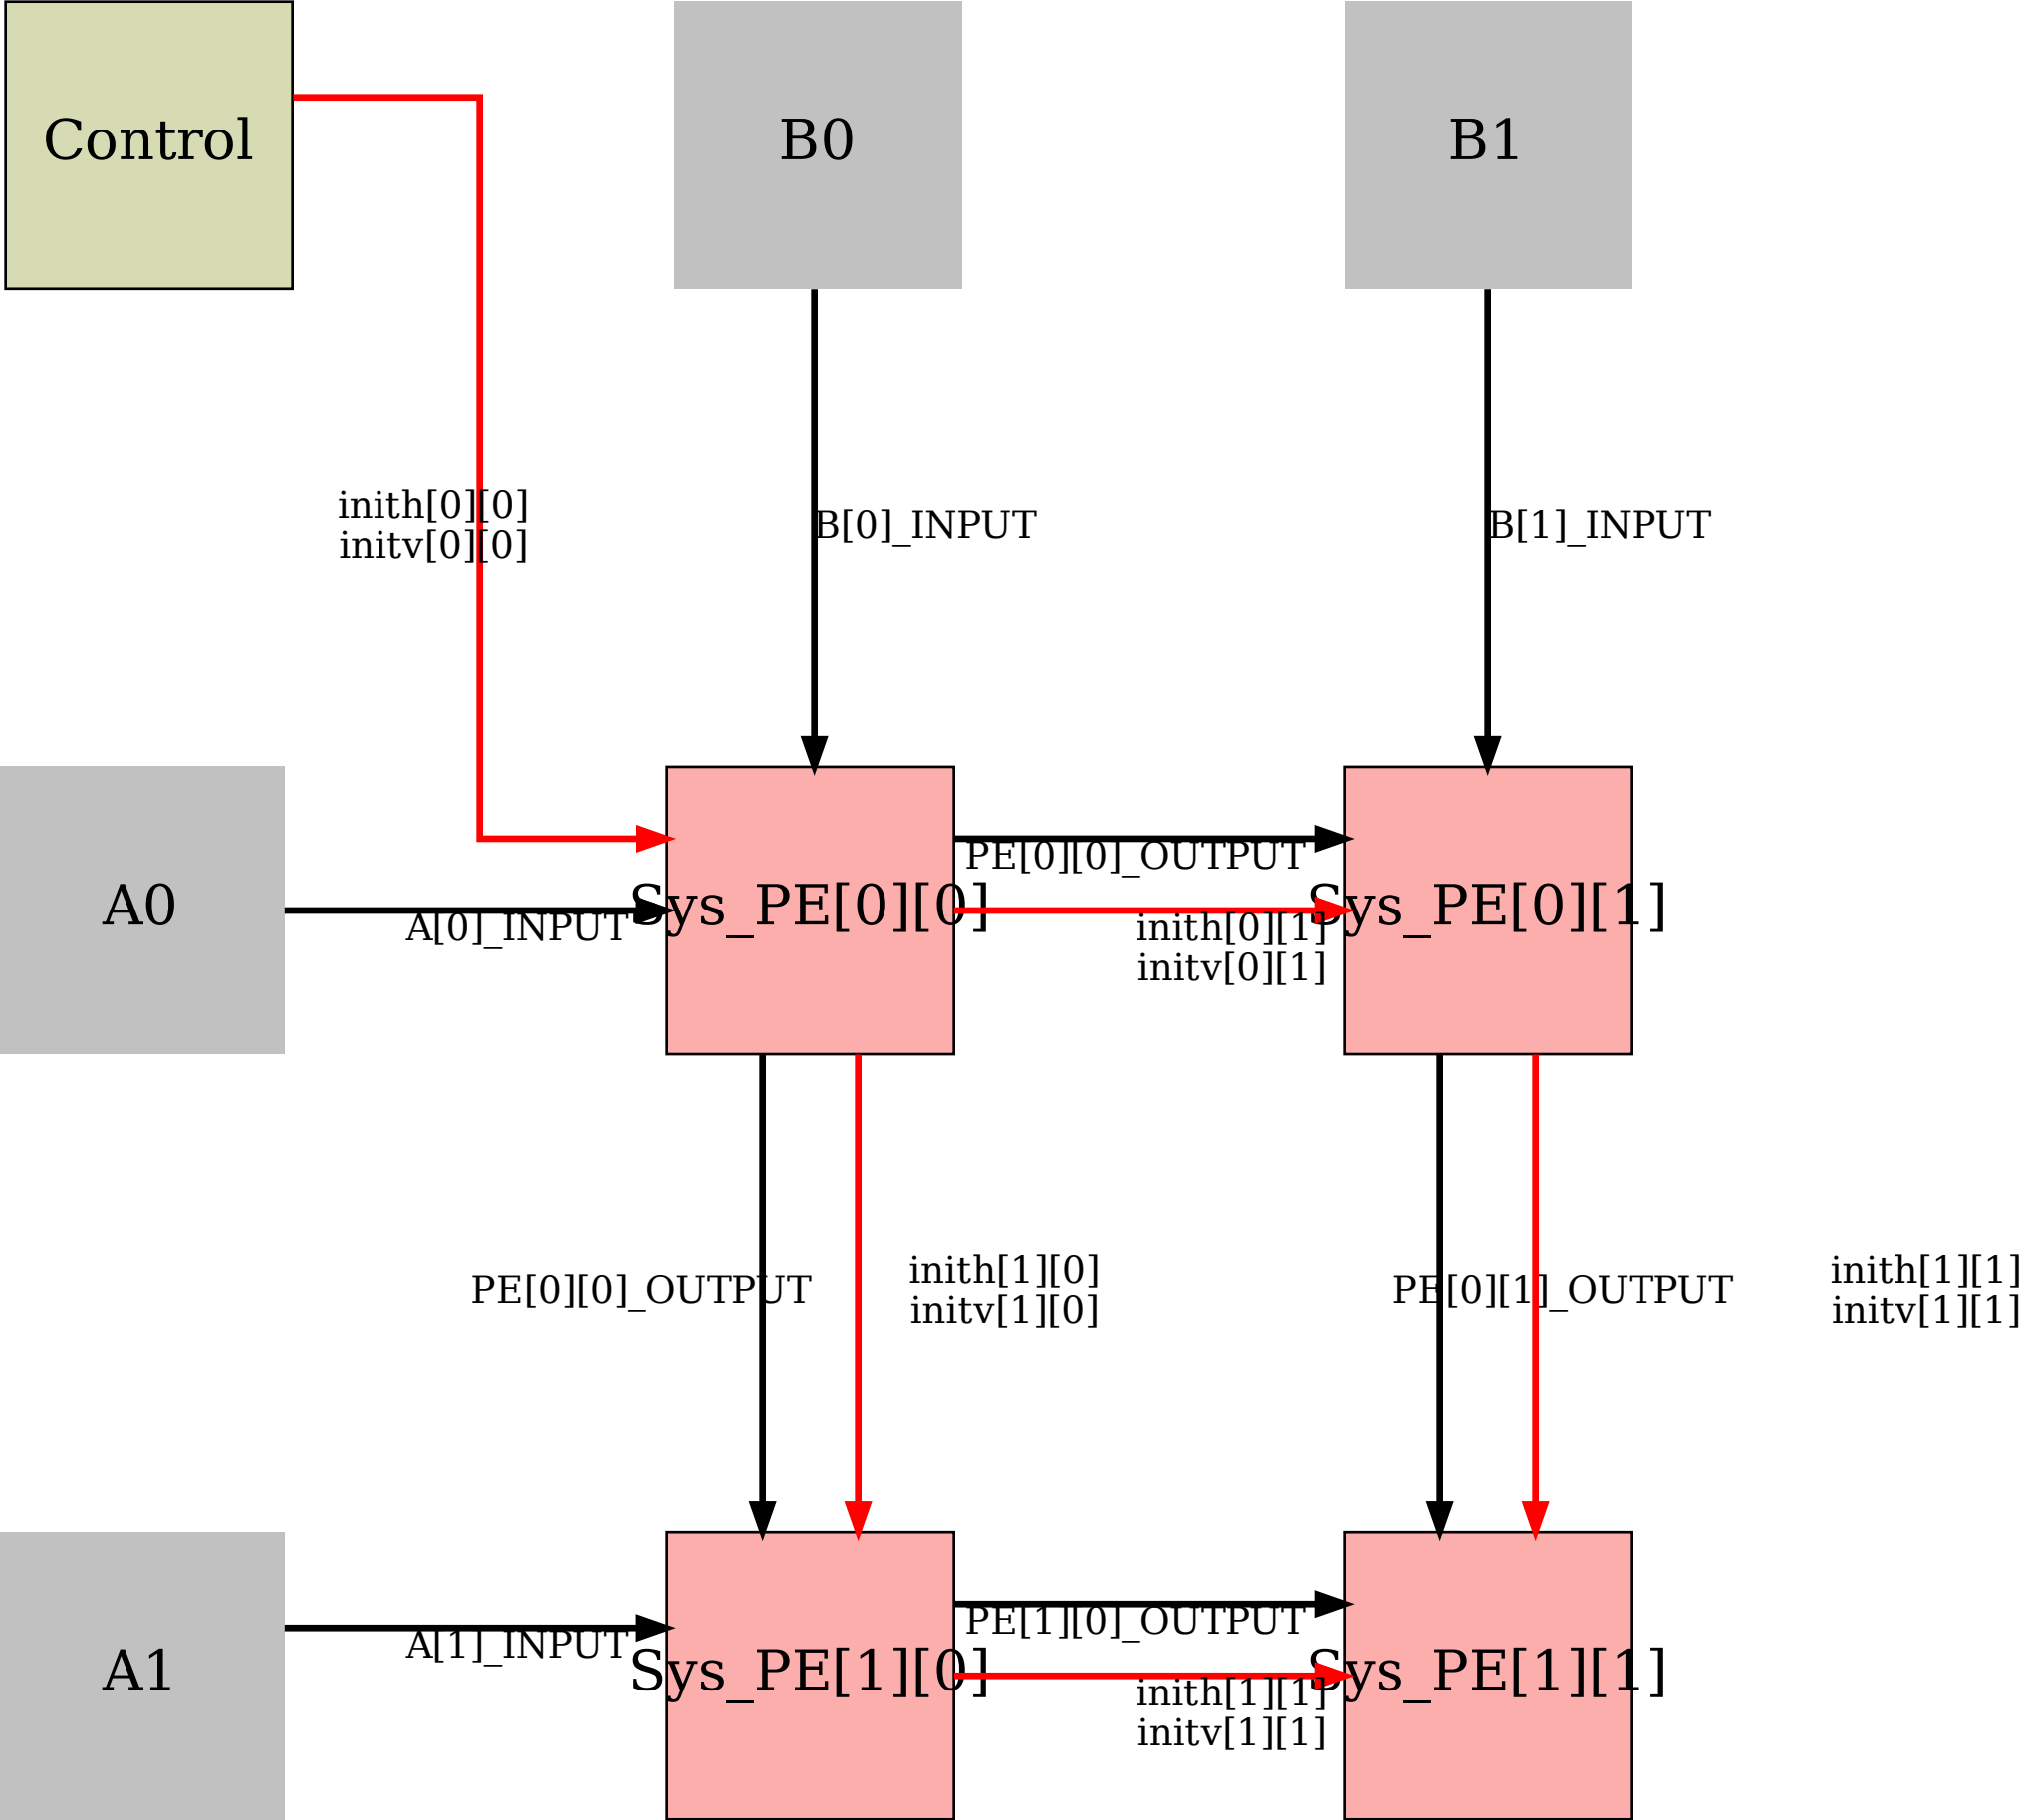 Control
B0
B1
inith[0][0]
initv[0][0]
B[0]_INPUT
B[1]_INPUT
A0
A[0]_INPUT
Sys_PE[0][0]
PE[0][0]_OUTPUT
inith[0][1]
initv[0][1]
Sys_PE[0][1]
PE[0][0]_OUTPUT
inith[1][0]
initv[1][0]
PE[0][1]_OUTPUT
inith[1][1]
initv[1][1]
A1
A[1]_INPUT
Sys_PE[1][0]
PE[1][0]_OUTPUT
inith[1][1]
initv[1][1]
Sys_PE[1][1]